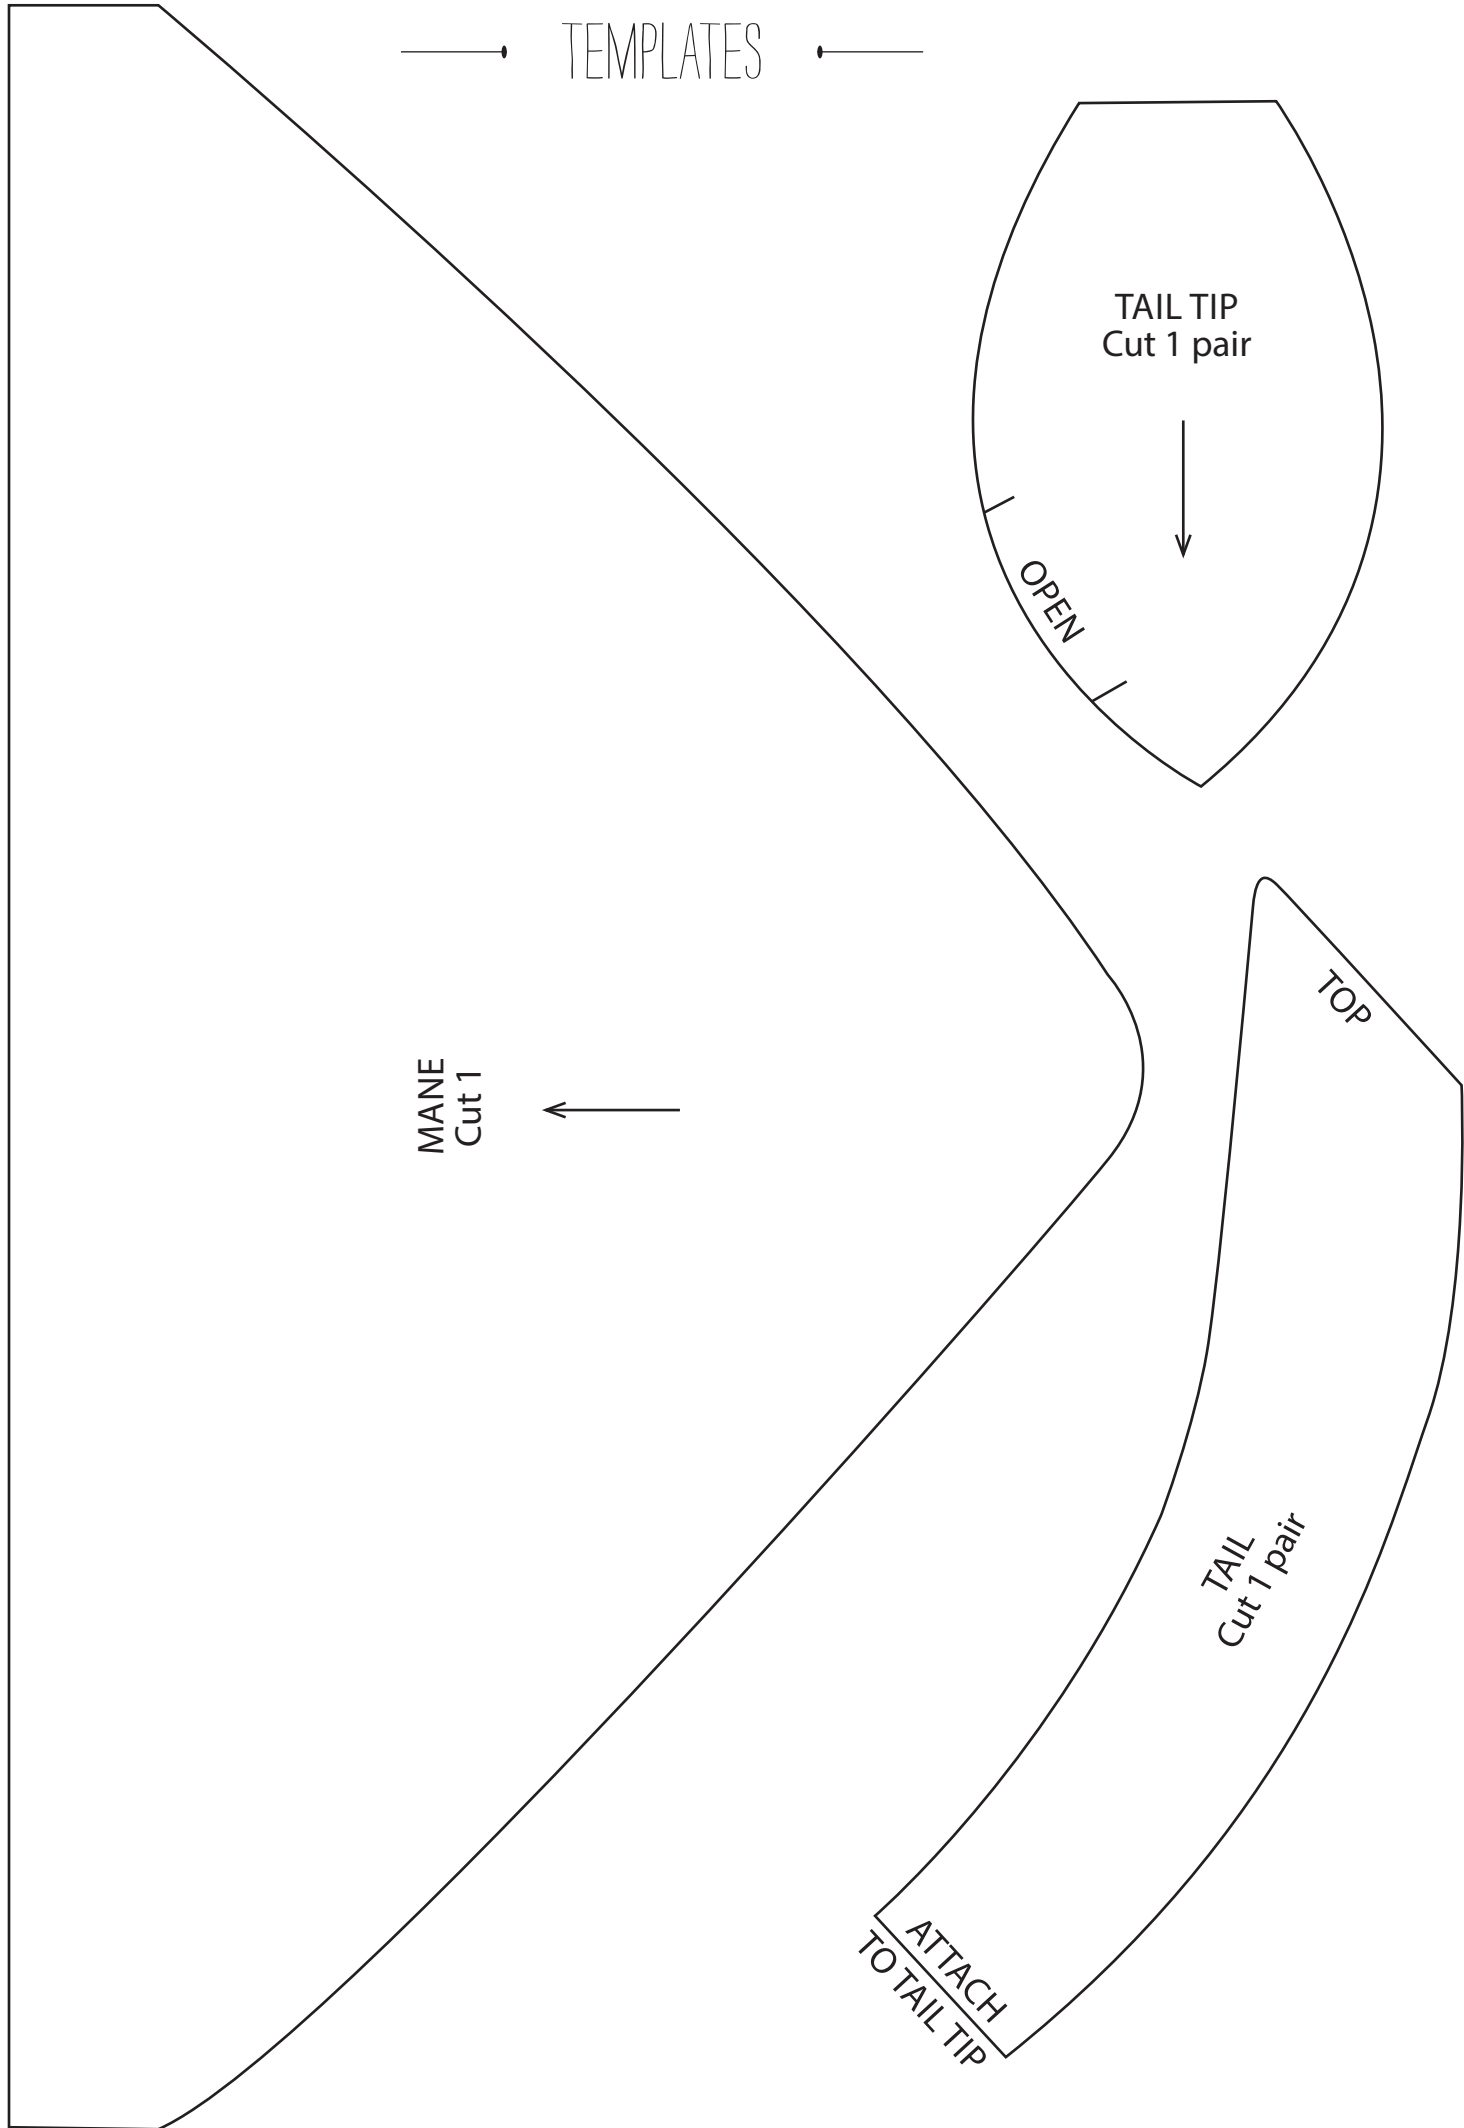 TEMPLATES
TAIL TIP
Cut 1 pair
OPEN
TOP
MANE
Cut 1
TAIL
Cut 1 pair
ATTACH
TO TAIL TIP